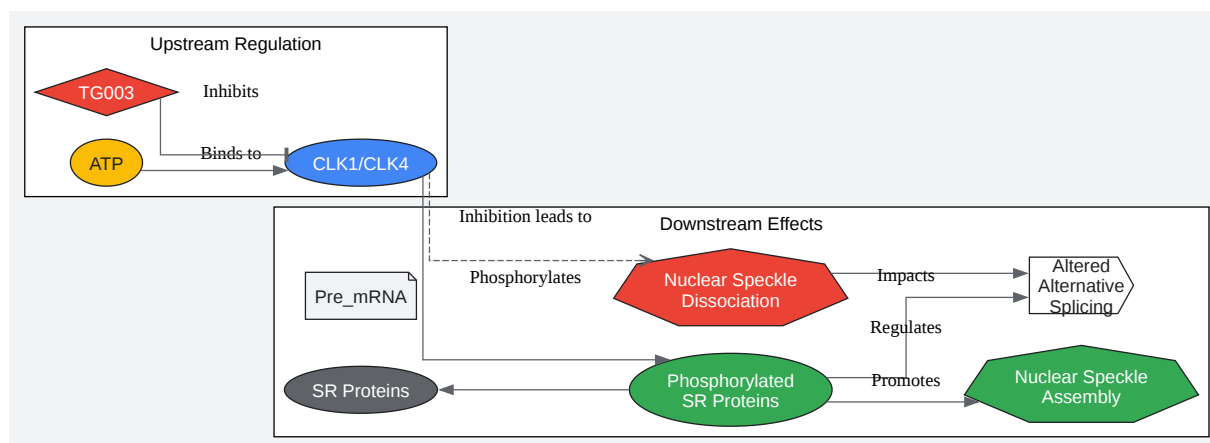 Upstream Regulation
TG003
Inhibits
ATP
Binds to
CLK1/CLK4
Inhibition leads to
Downstream Effects
Phosphorylates
Pre_mRNA
Nuclear Speckle
Dissociation
Impacts
Altered
Alternative
Splicing
Regulates
SR Proteins
Phosphorylated
SR Proteins
Promotes
Nuclear Speckle
Assembly